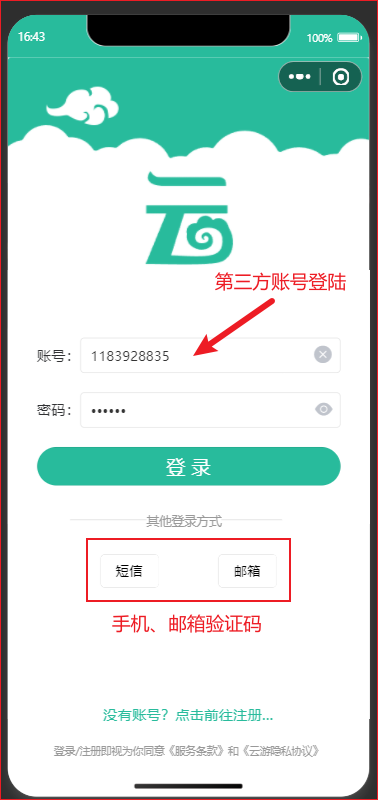 16:43
100%
云
第三方账号登陆
账号：
1183928835
密码：
••••••
登 录
其他登录方式
短信
邮箱
手机、邮箱验证码
没有账号？点击前往注册...
登录/注册即视为你同意《服务条款》和《云游隐私协议》